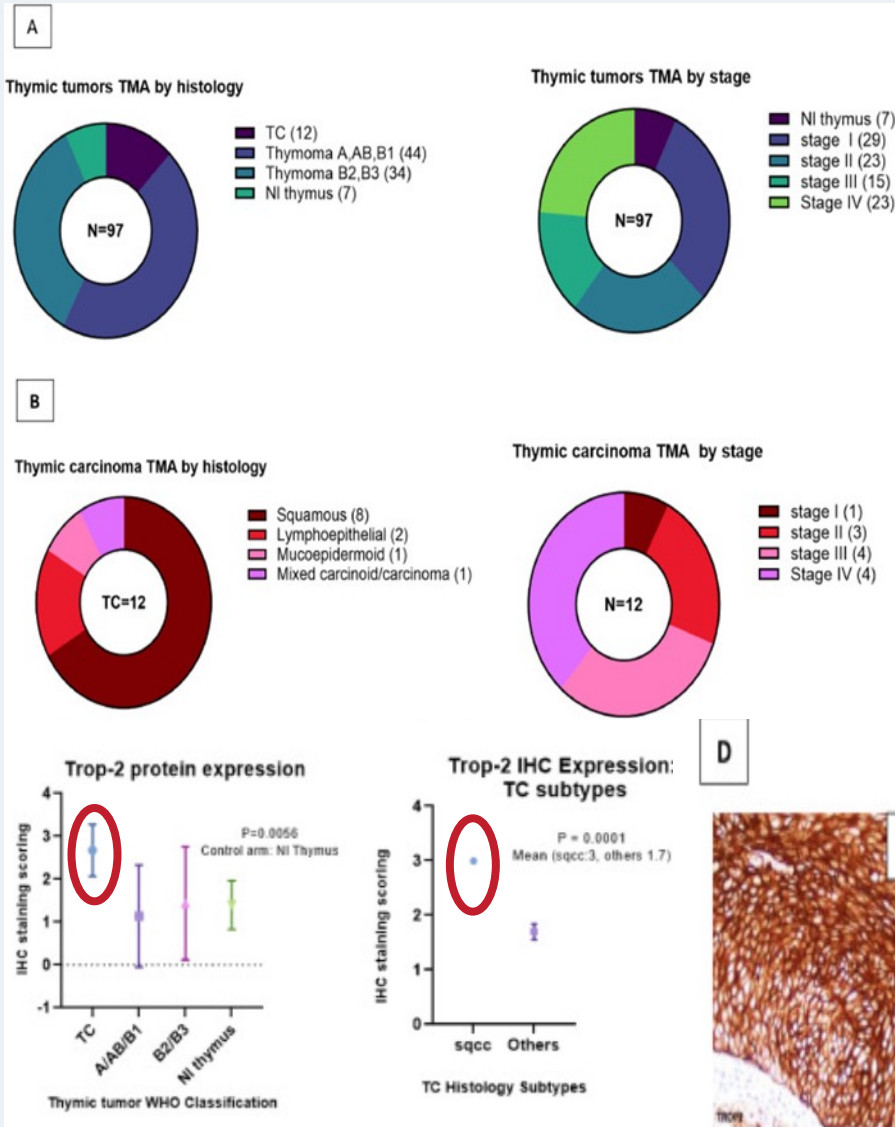 A
Thymic tumors TMA by histology
N=97
TC (12)
Thymoma A,AB,B1 (44)
Thymoma B2,B3 (34)
NI thymus (7)
Thymic tumors TMA by stage
N=97
NI thymus (7)
stage I (29)
stage II (23)
stage III (15)
Stage IV (23)
B
Thymic carcinoma TMA by histology
TC=12
Squamous (8)
Lymphoepithelial (2)
Mucoepidermoid (1)
Mixed carcinoid/carcinoma (1)
Thymic carcinoma TMA by stage
N=12
stage I (1)
stage II (3)
stage III (4)
Stage IV (4)
Trop-2 protein expression
IHC staining scoring
4
3
2
1
0
-1
P=0.0056
Control arm: NI Thymus
TC
A/AB/B1
B2/B3
NI thymus
Thymic tumor WHO Classification
Trop-2 IHC Expression:
TC subtypes
IHC staining scoring
4
3
2
1
0
P = 0.0001
Mean (sqcc:3, others 1.7)
sqcc Others
TC Histology Subtypes
D
TROP2